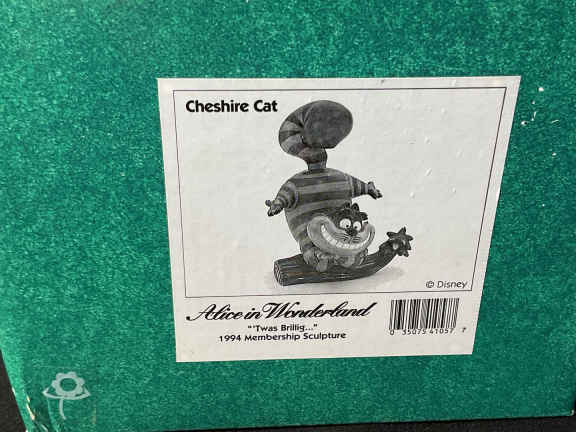 Cheshire Cat
© Disney
Alice in Wonderland
"'Twas Brillig..."
1994 Membership Sculpture
0 35075 41057 7